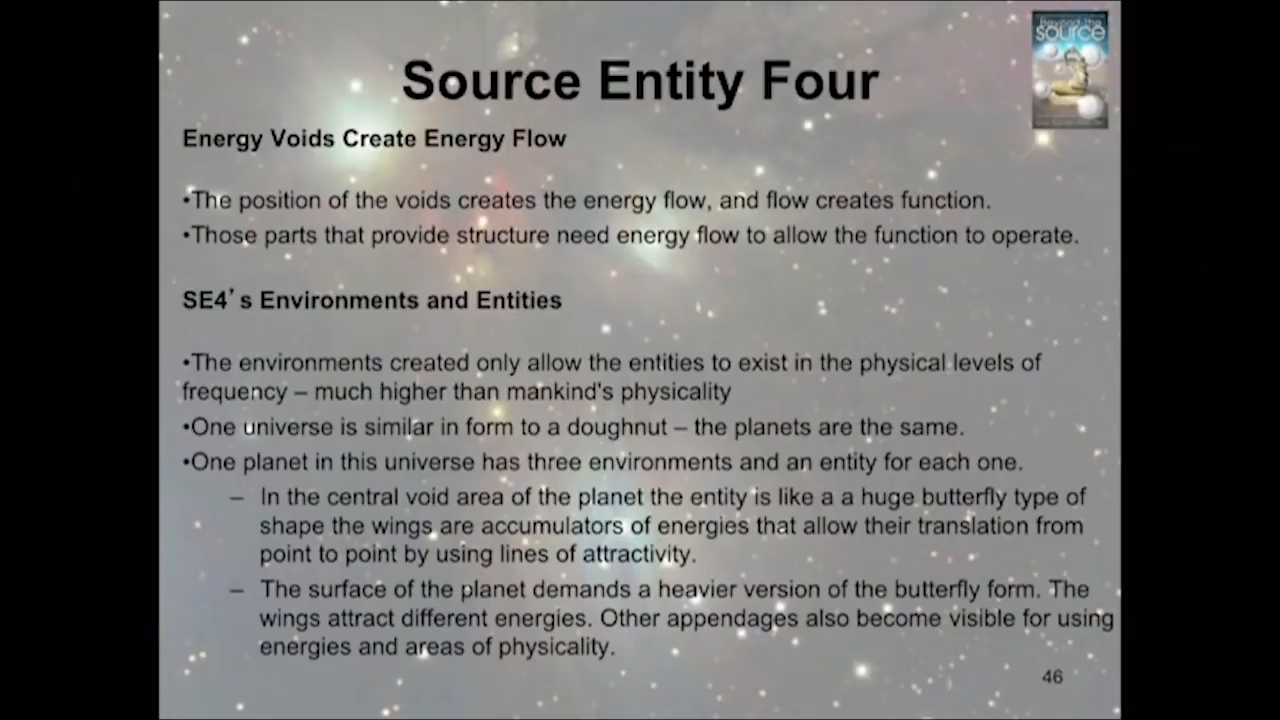 Beyond the
Source
Source Entity Four
Energy Voids Create Energy Flow
•The position of the voids creates the energy flow, and flow creates function.
•Those parts that provide structure need energy flow to allow the function to operate.
SE4's Environments and Entities
•The environments created only allow the entities to exist in the physical levels of
frequency – much higher than mankind's physicality
•One universe is similar in form to a doughnut – the planets are the same.
•One planet in this universe has three environments and an entity for each one.
– In the central void area of the planet the entity is like a a huge butterfly type of
shape the wings are accumulators of energies that allow their translation from
point to point by using lines of attractivity.
– The surface of the planet demands a heavier version of the butterfly form. The
wings attract different energies. Other appendages also become visible for using
energies and areas of physicality.
46